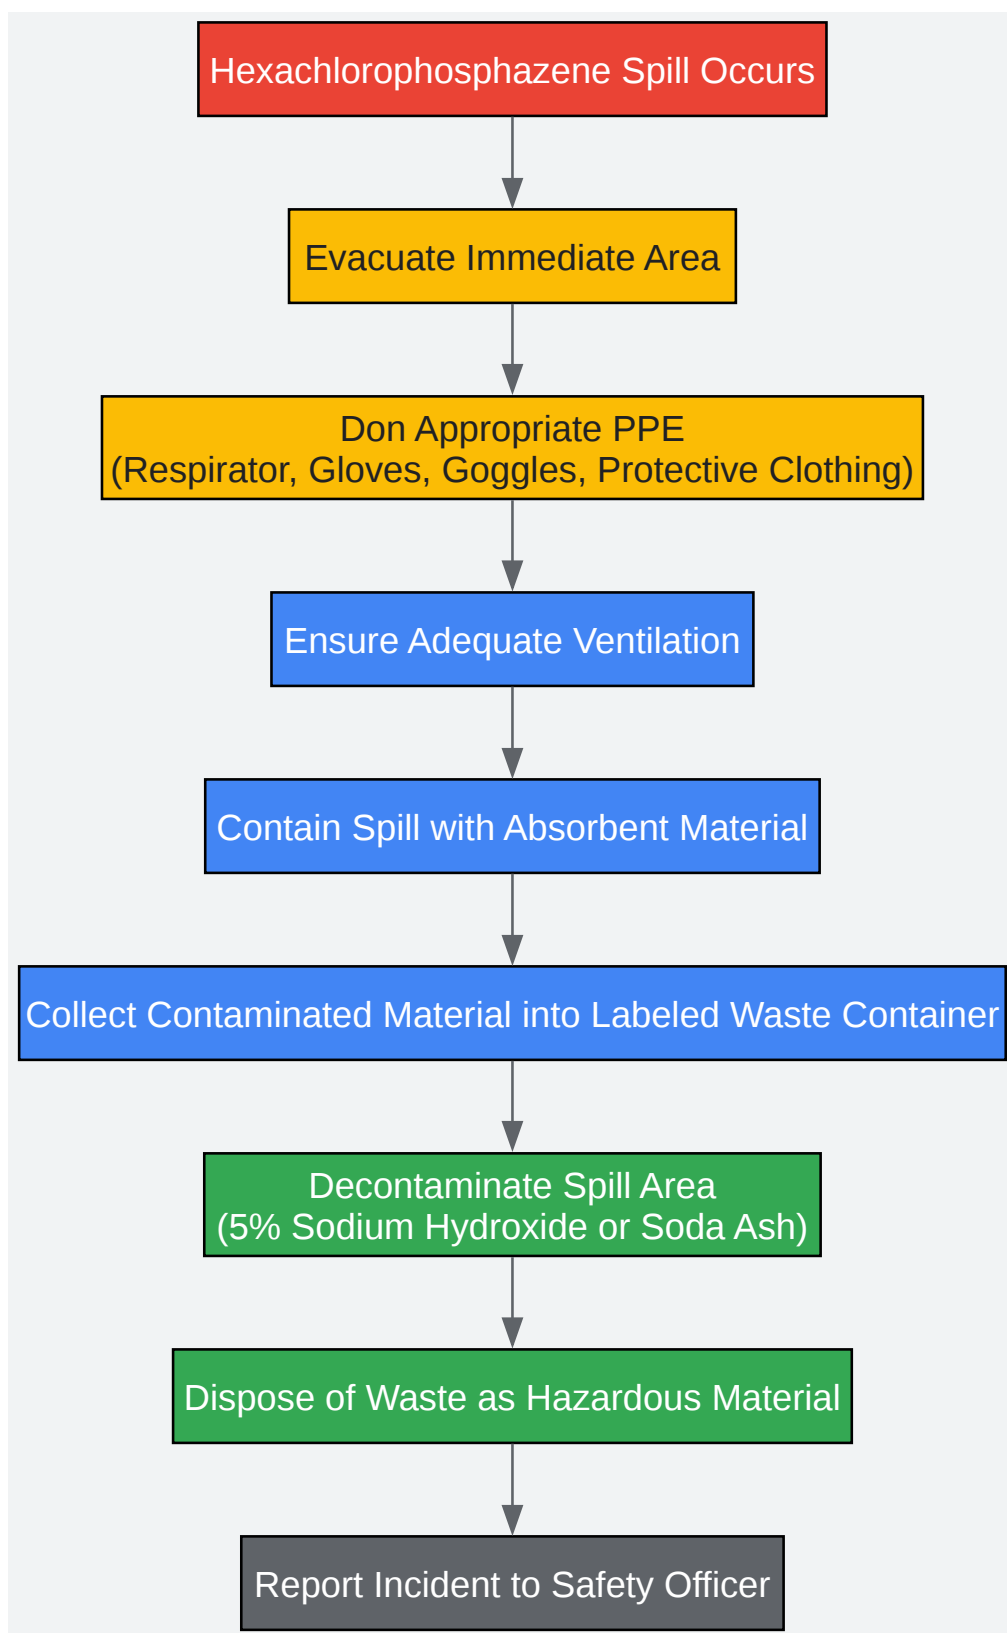 Hexachlorophosphazene Spill Occurs
Evacuate Immediate Area
Don Appropriate PPE
(Respirator, Gloves, Goggles, Protective Clothing)
Ensure Adequate Ventilation
Contain Spill with Absorbent Material
Collect Contaminated Material into Labeled Waste Container
Decontaminate Spill Area
(5% Sodium Hydroxide or Soda Ash)
Dispose of Waste as Hazardous Material
Report Incident to Safety Officer